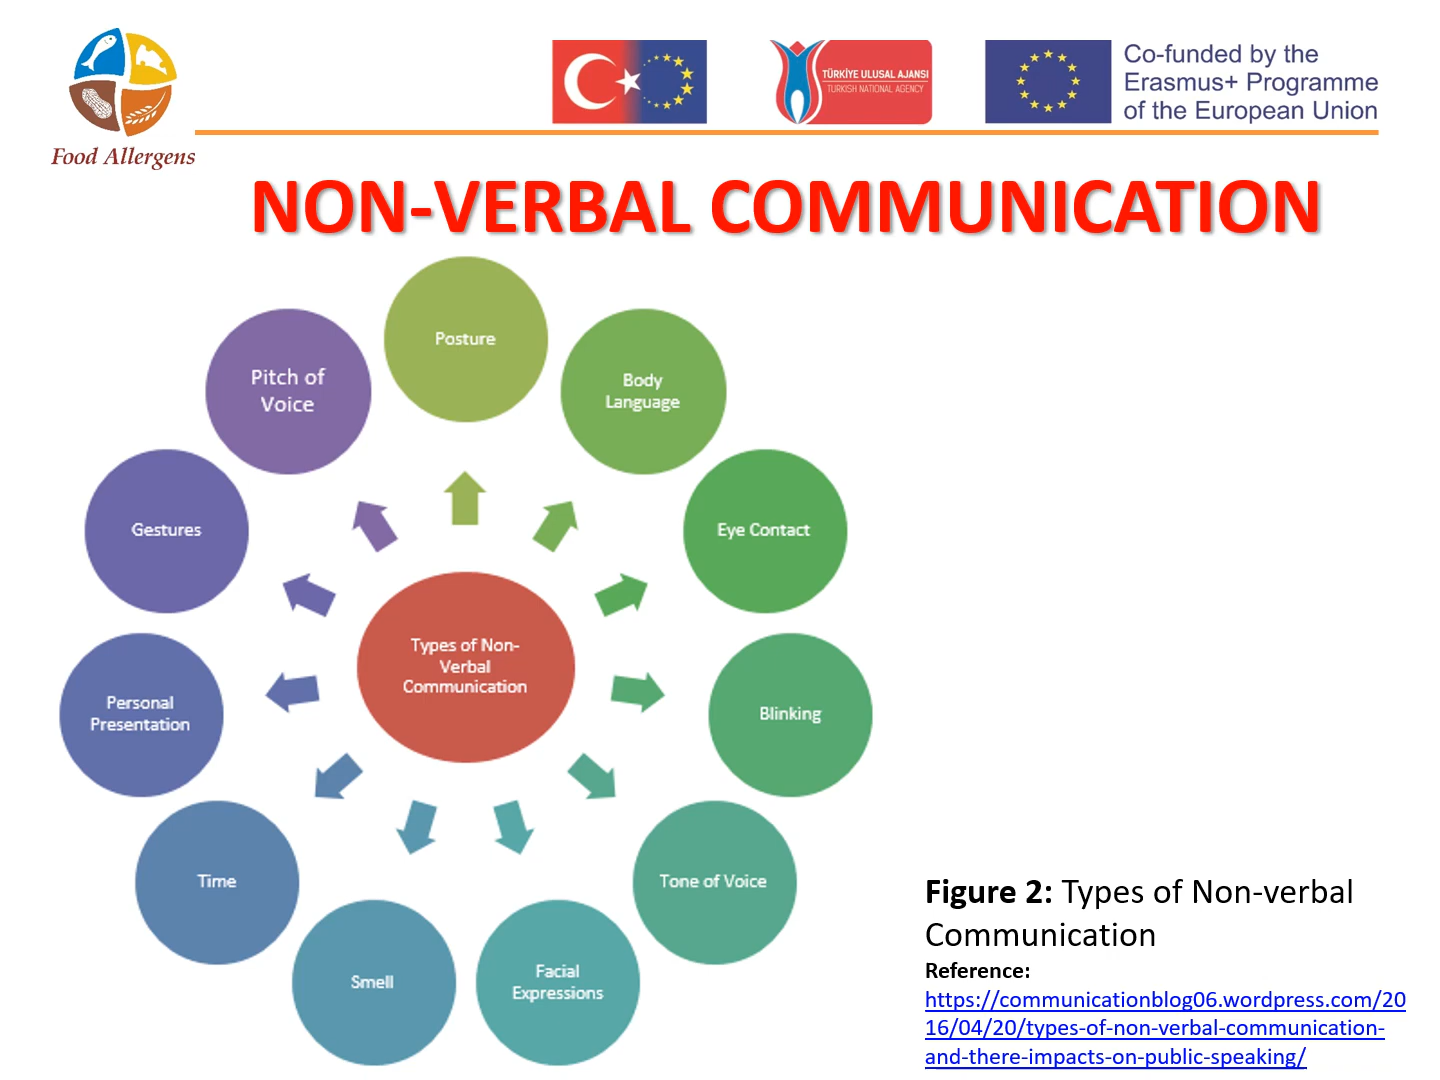 Food Allergens
TÜRKİYE ULUSAL AJANSI
TURKISH NATIONAL AGENCY
Co-funded by the
Erasmus+ Programme
of the European Union
NON-VERBAL COMMUNICATION
Posture
Body
Language
Eye Contact
Blinking
Tone of Voice
Facial
Expressions
Smell
Time
Personal
Presentation
Gestures
Pitch of
Voice
Types of Non-
Verbal
Communication
Figure 2: Types of Non-verbal
Communication
Reference:
https://communicationblog06.wordpress.com/20
16/04/20/types-of-non-verbal-communication-
and-there-impacts-on-public-speaking/